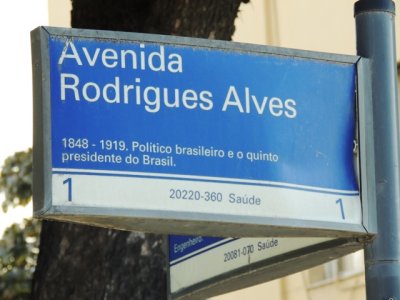 Avenida
Rodrigues Alves
1848 - 1919. Político brasileiro e o quinto
presidente do Brasil.
1 20220-360 Saúde 1
Engenheiro.
20081-070 Saúde